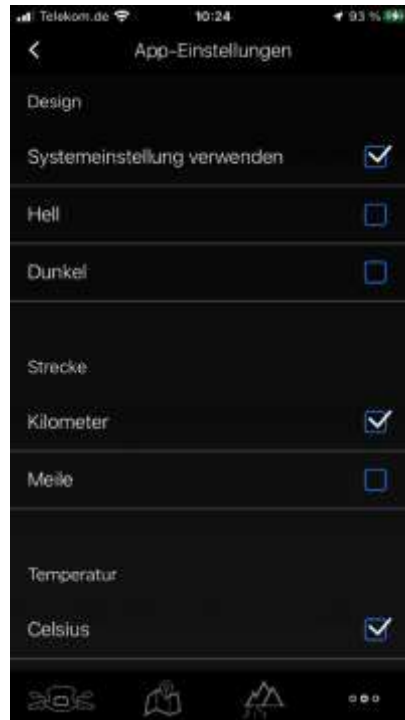 Telekom.de 10:24 93 %
App-Einstellungen
Design
Systemeinstellung verwenden
Hell
Dunkel
Strecke
Kilometer
Meile
Temperatur
Celsius